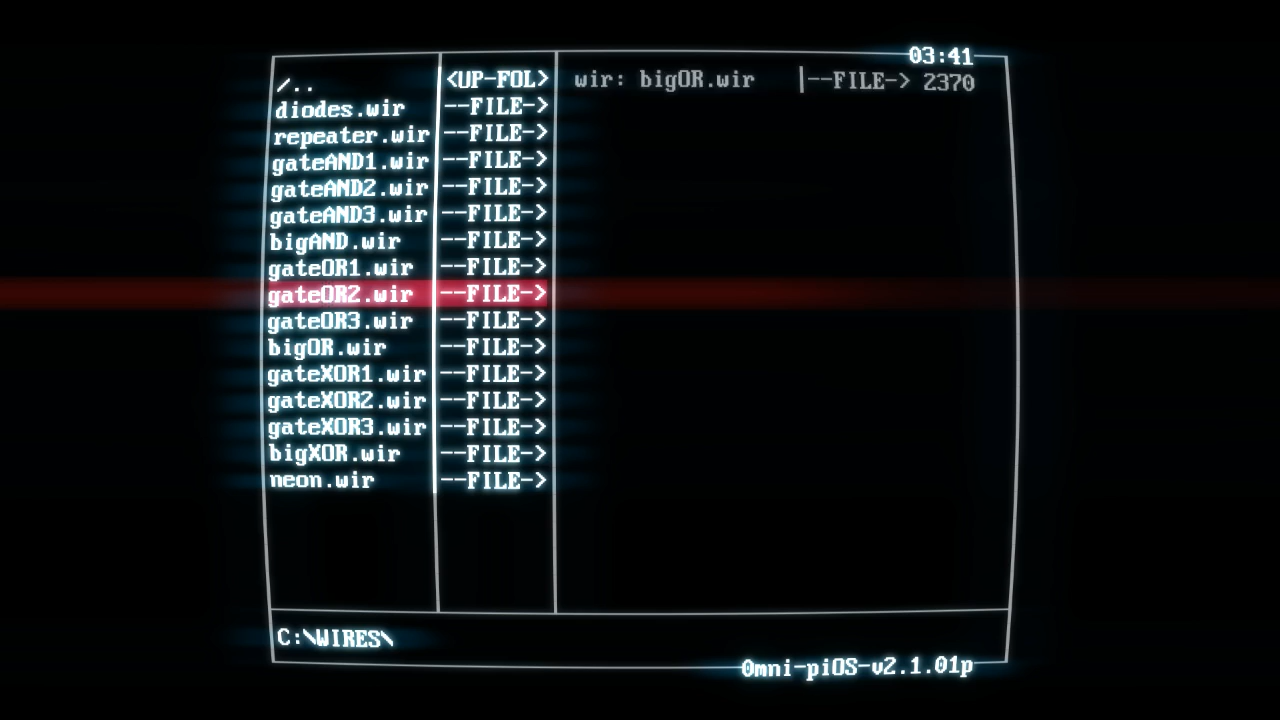 03:41
/.. <UP-FOL> wir: bigOR.wir |--FILE-> 2370
diodes.wir --FILE->
repeater.wir --FILE->
gateAND1.wir --FILE->
gateAND2.wir --FILE->
gateAND3.wir --FILE->
bigAND.wir --FILE->
gateOR1.wir --FILE->
gateOR2.wir --FILE->
gateOR3.wir --FILE->
bigOR.wir --FILE->
gateXOR1.wir --FILE->
gateXOR2.wir --FILE->
gateXOR3.wir --FILE->
bigXOR.wir --FILE->
neon.wir --FILE->
C:\WIRES\
0mni-piOS-v2.1.01p